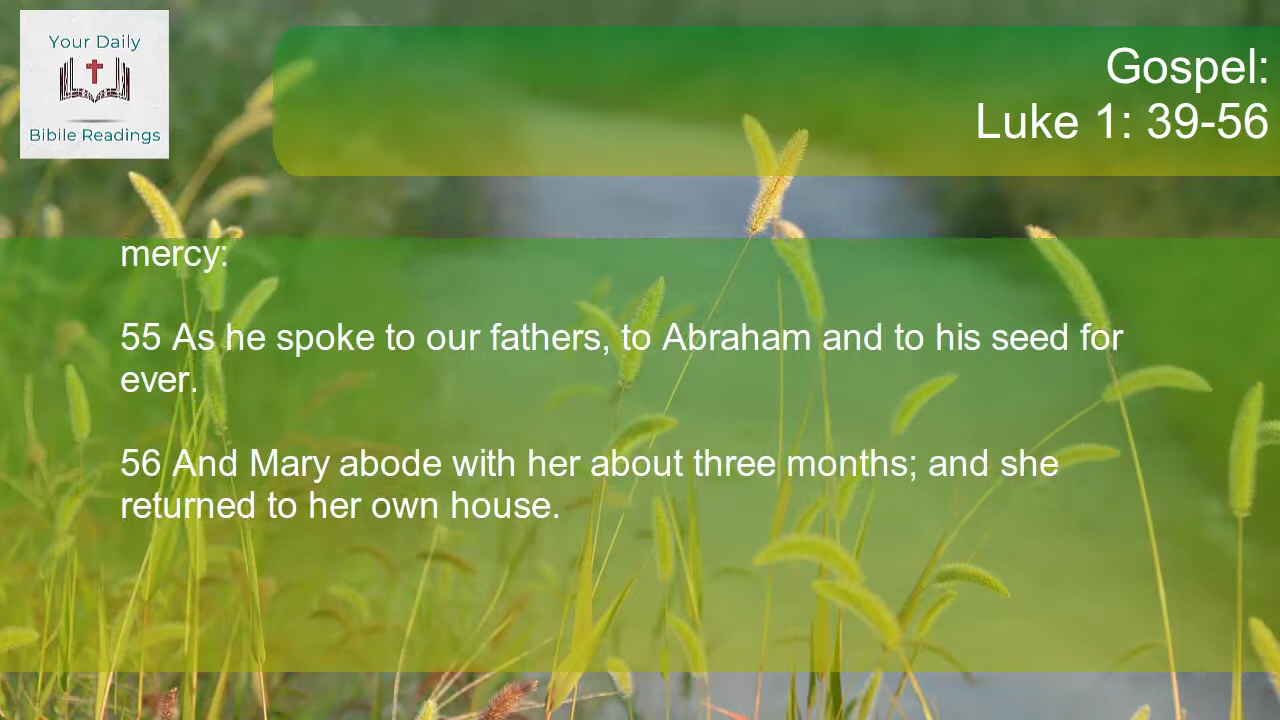 Your Daily
Bibile Readings
Gospel:
Luke 1: 39-56
mercy:
55 As he spoke to our fathers, to Abraham and to his seed for
ever.
56 And Mary abode with her about three months; and she
returned to her own house.